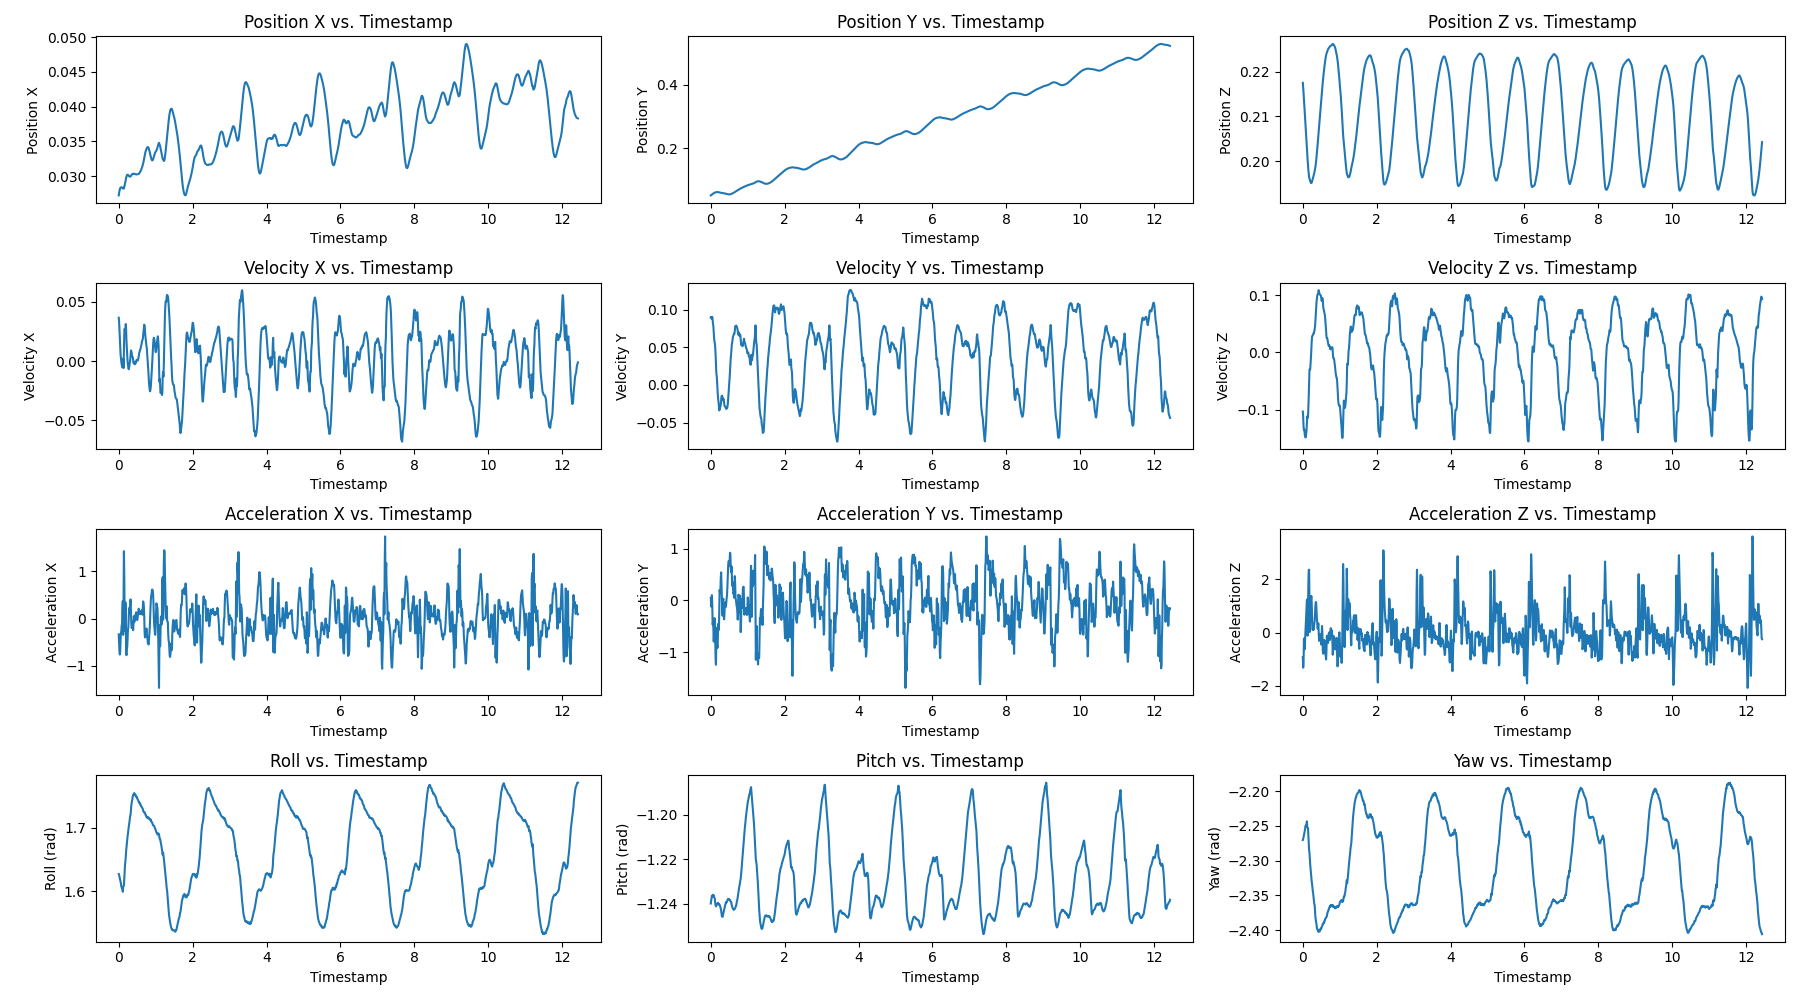 Position X vs. Timestamp
0.050
0.045
0.040
0.035
0.030
Position X
0 2 4 6 8 10 12
Timestamp
Position Y vs. Timestamp
0.4
0.2
Position Y
0 2 4 6 8 10 12
Timestamp
Position Z vs. Timestamp
0.22
0.21
0.20
Position Z
0 2 4 6 8 10 12
Timestamp
Velocity X vs. Timestamp
0.05
0.00
−0.05
Velocity X
0 2 4 6 8 10 12
Timestamp
Velocity Y vs. Timestamp
0.10
0.05
0.00
−0.05
Velocity Y
0 2 4 6 8 10 12
Timestamp
Velocity Z vs. Timestamp
0.1
0.0
−0.1
Velocity Z
0 2 4 6 8 10 12
Timestamp
Acceleration X vs. Timestamp
1
0
−1
Acceleration X
0 2 4 6 8 10 12
Timestamp
Acceleration Y vs. Timestamp
1
0
−1
Acceleration Y
0 2 4 6 8 10 12
Timestamp
Acceleration Z vs. Timestamp
2
0
−2
Acceleration Z
0 2 4 6 8 10 12
Timestamp
Roll vs. Timestamp
1.7
1.6
Roll (rad)
0 2 4 6 8 10 12
Timestamp
Pitch vs. Timestamp
−1.20
−1.22
−1.24
Pitch (rad)
0 2 4 6 8 10 12
Timestamp
Yaw vs. Timestamp
−2.20
−2.25
−2.30
−2.35
−2.40
Yaw (rad)
0 2 4 6 8 10 12
Timestamp